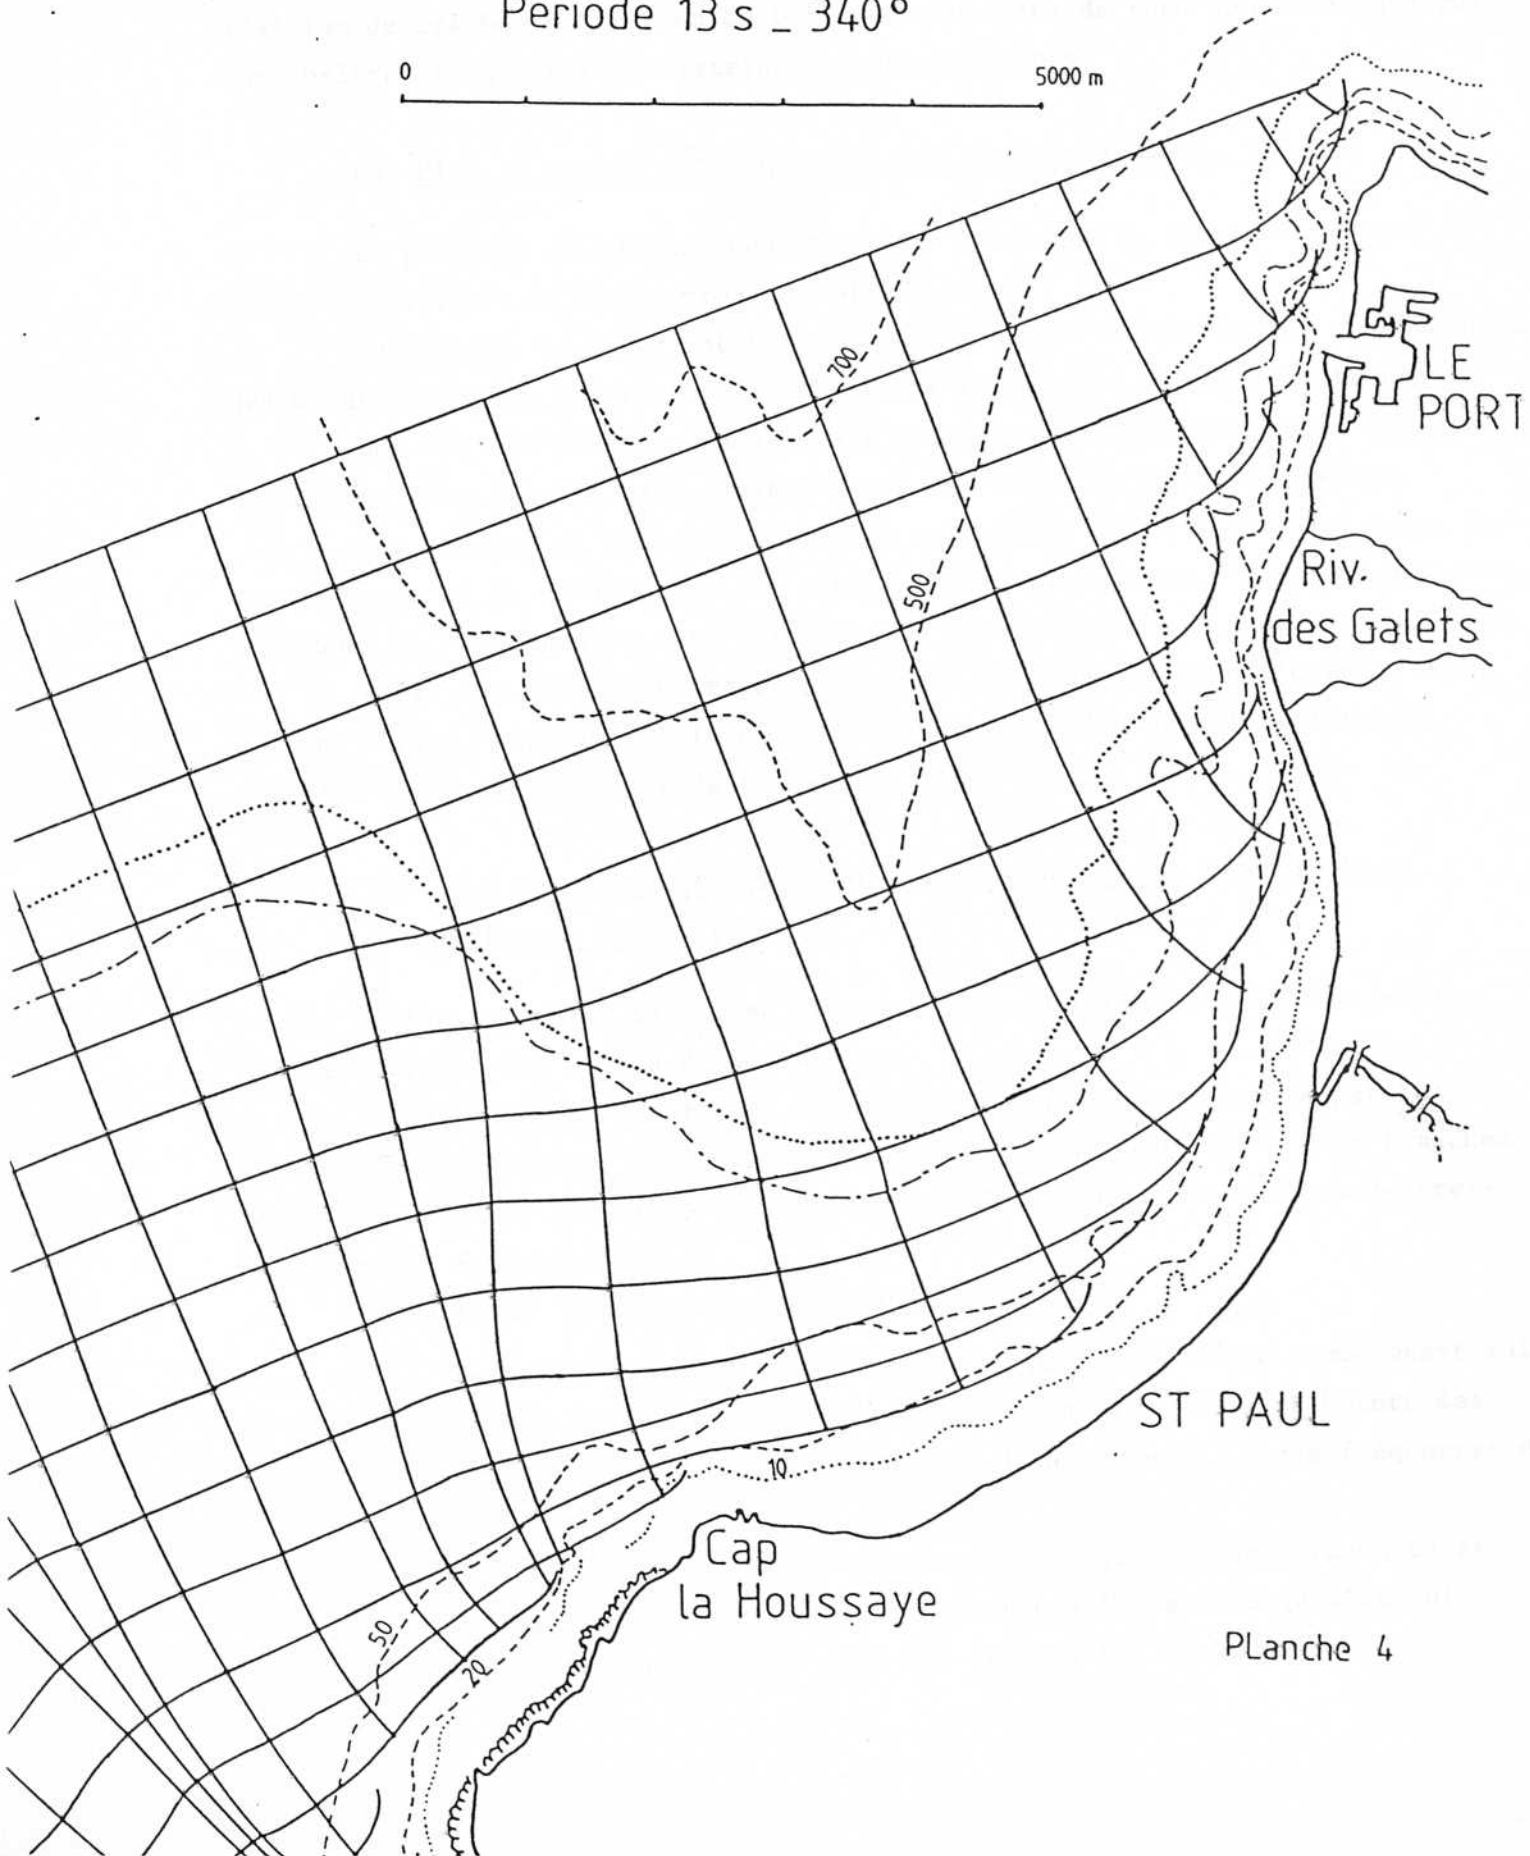 Période 13 s _ 340°
0
5000 m
700
LE
PORT
500
Riv.
des Galets
ST PAUL
10
Cap
la Houssaye
50
20
PLanche 4